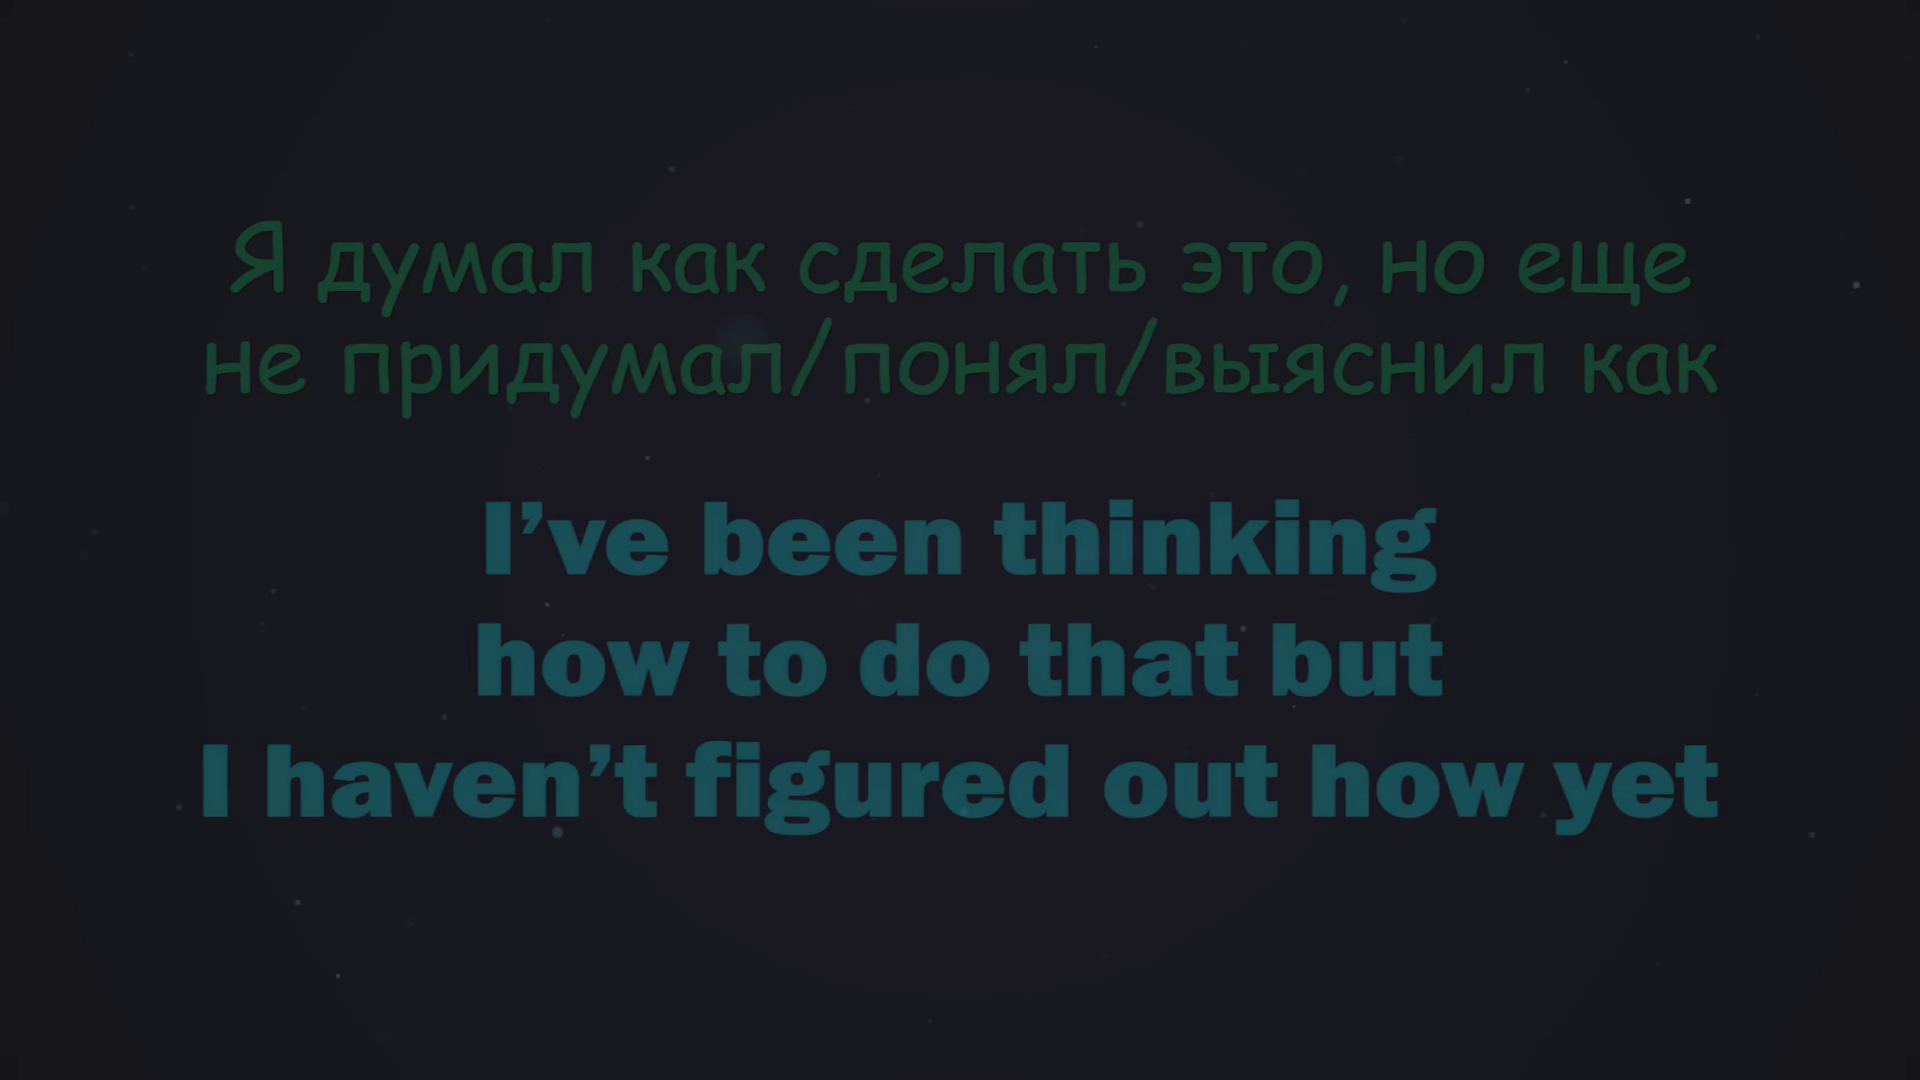 Я думал как сделать это, но еще
не придумал/понял/выяснил как
I’ve been thinking
how to do that but
I haven’t figured out how yet